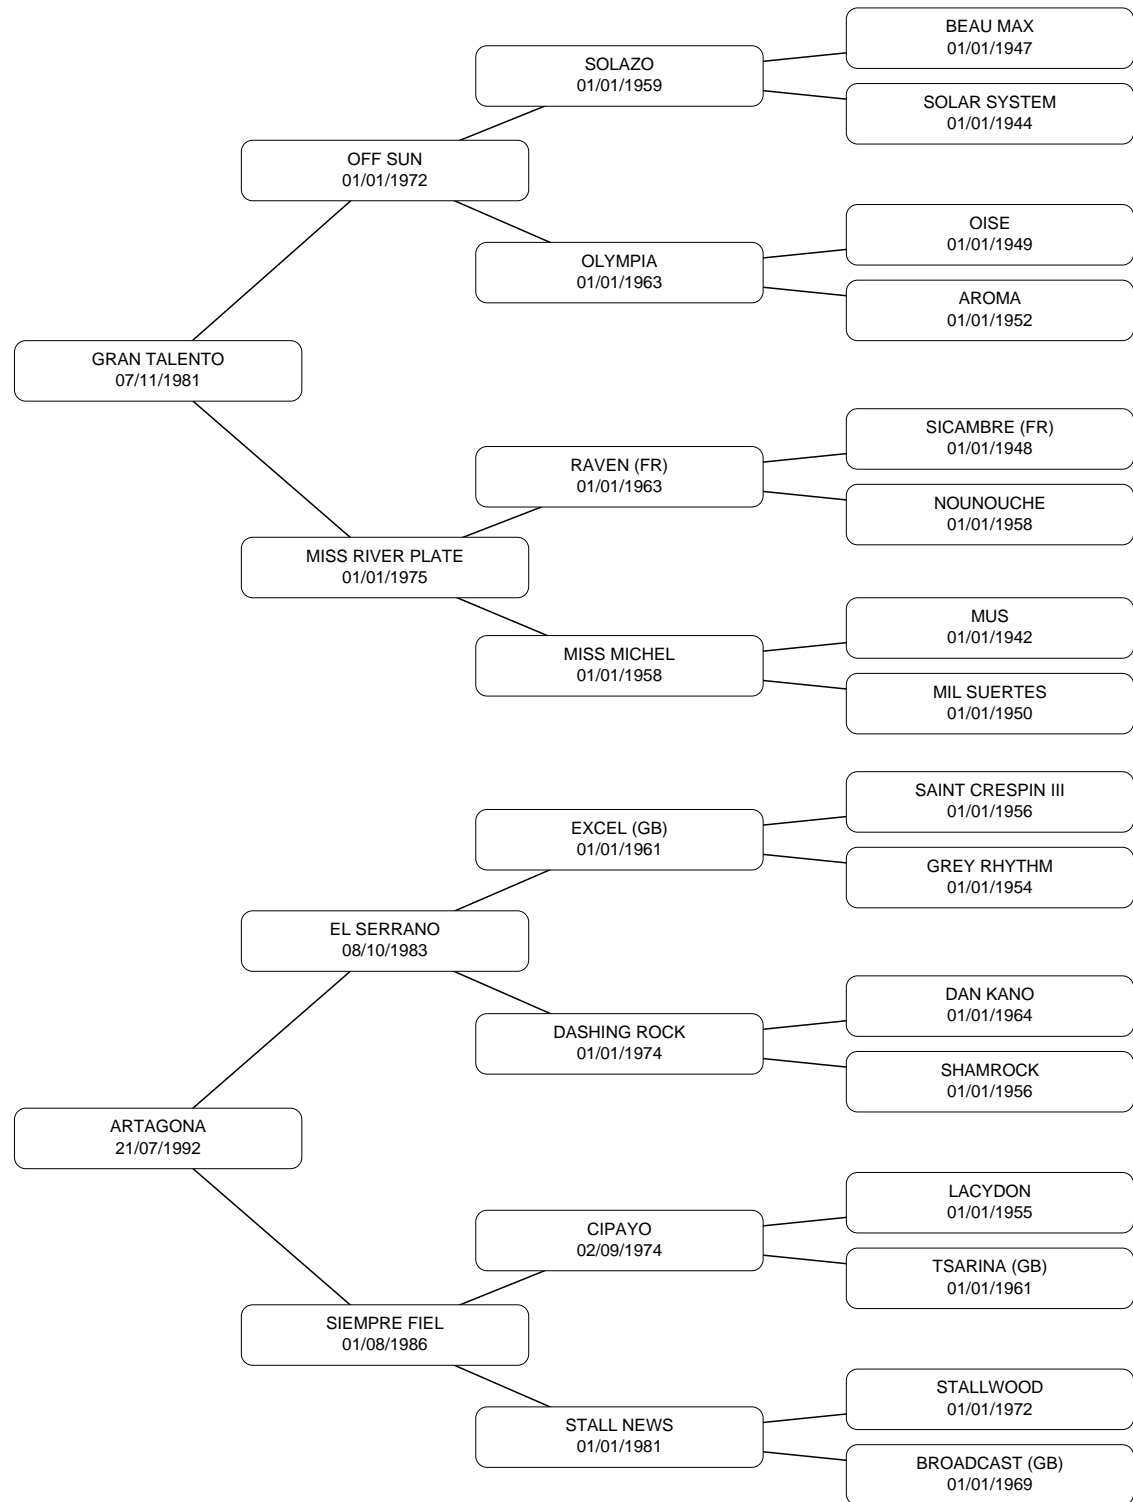 BEAU MAX
01/01/1947
SOLAZO
01/01/1959
SOLAR SYSTEM
01/01/1944
OFF SUN
01/01/1972
OISE
01/01/1949
OLYMPIA
01/01/1963
AROMA
01/01/1952
GRAN TALENTO
07/11/1981
SICAMBRE (FR)
01/01/1948
RAVEN (FR)
01/01/1963
NOUNOUCHE
01/01/1958
MISS RIVER PLATE
01/01/1975
MUS
01/01/1942
MISS MICHEL
01/01/1958
MIL SUERTES
01/01/1950
SAINT CRESPIN III
01/01/1956
EXCEL (GB)
01/01/1961
GREY RHYTHM
01/01/1954
EL SERRANO
08/10/1983
DAN KANO
01/01/1964
DASHING ROCK
01/01/1974
SHAMROCK
01/01/1956
ARTAGONA
21/07/1992
LACYDON
01/01/1955
CIPAYO
02/09/1974
TSARINA (GB)
01/01/1961
SIEMPRE FIEL
01/08/1986
STALLWOOD
01/01/1972
STALL NEWS
01/01/1981
BROADCAST (GB)
01/01/1969